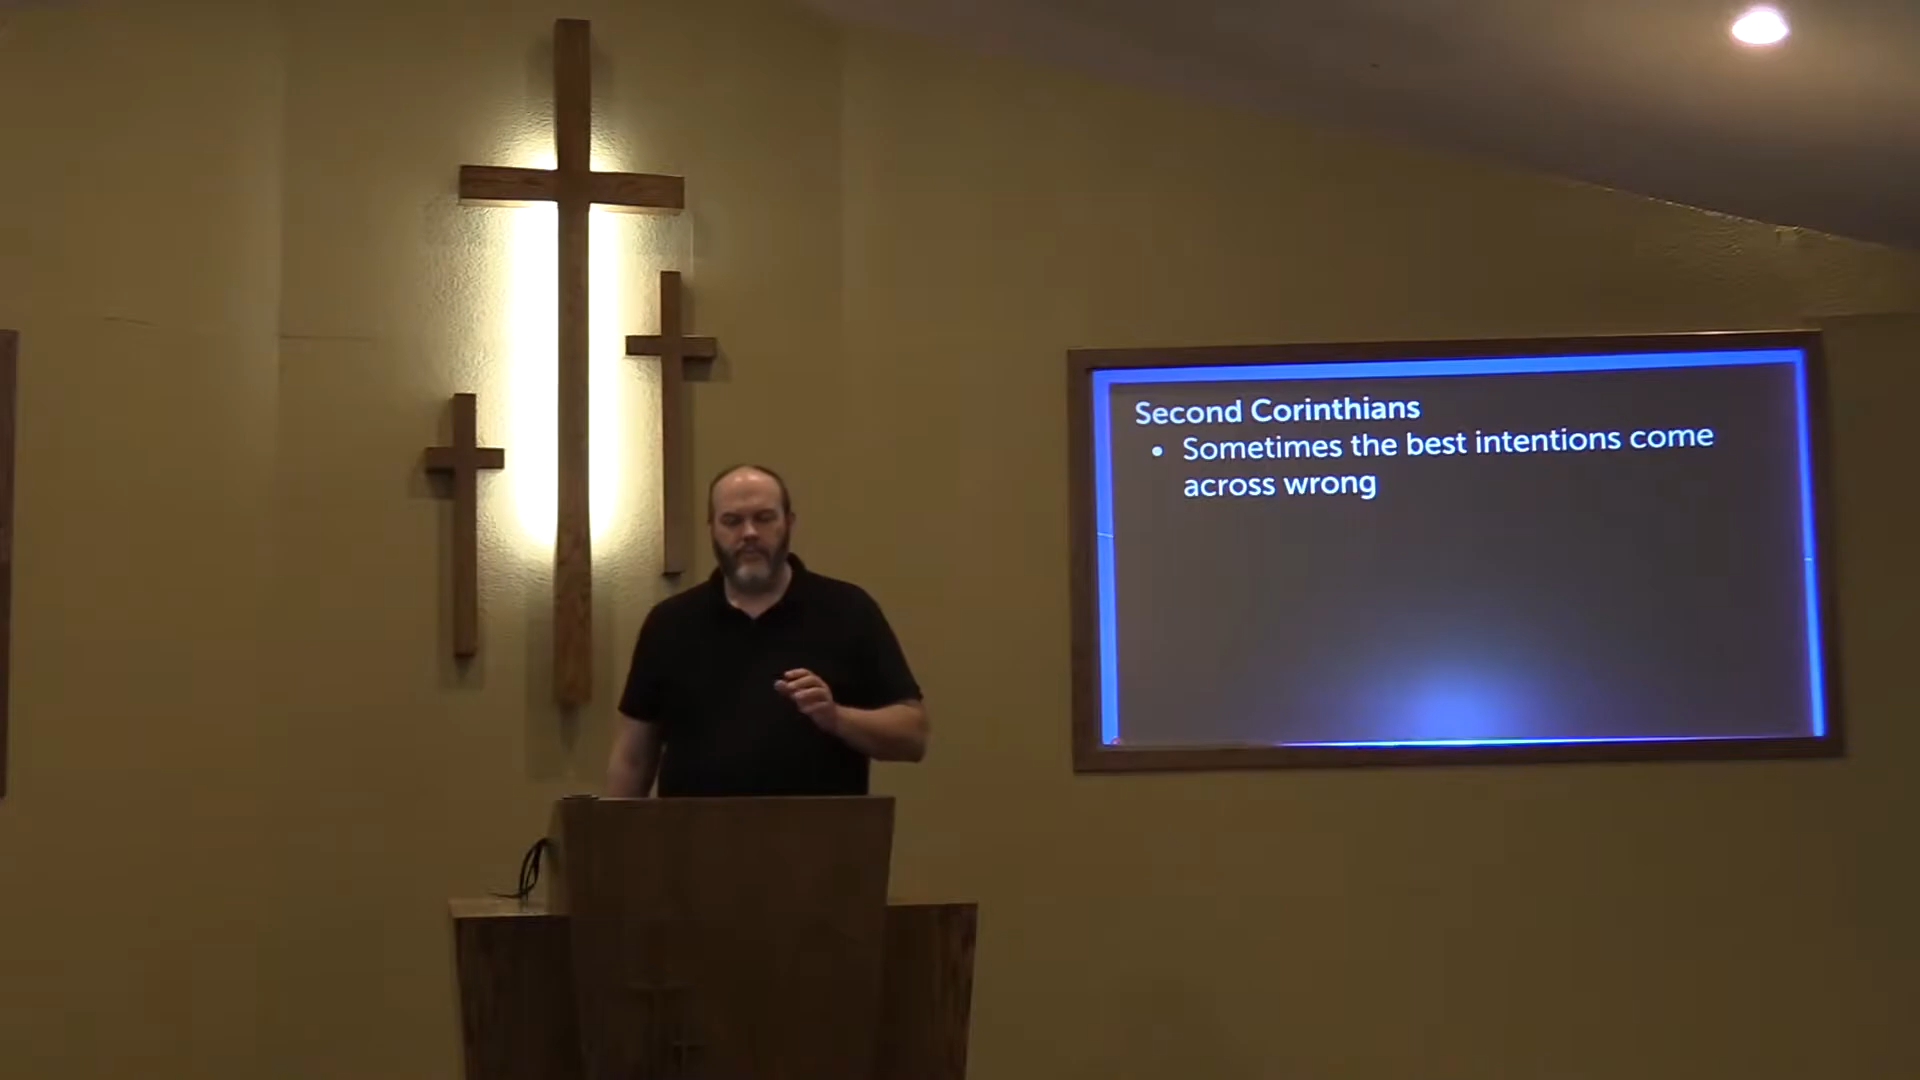 Second Corinthians
• Sometimes the best intentions come
across wrong